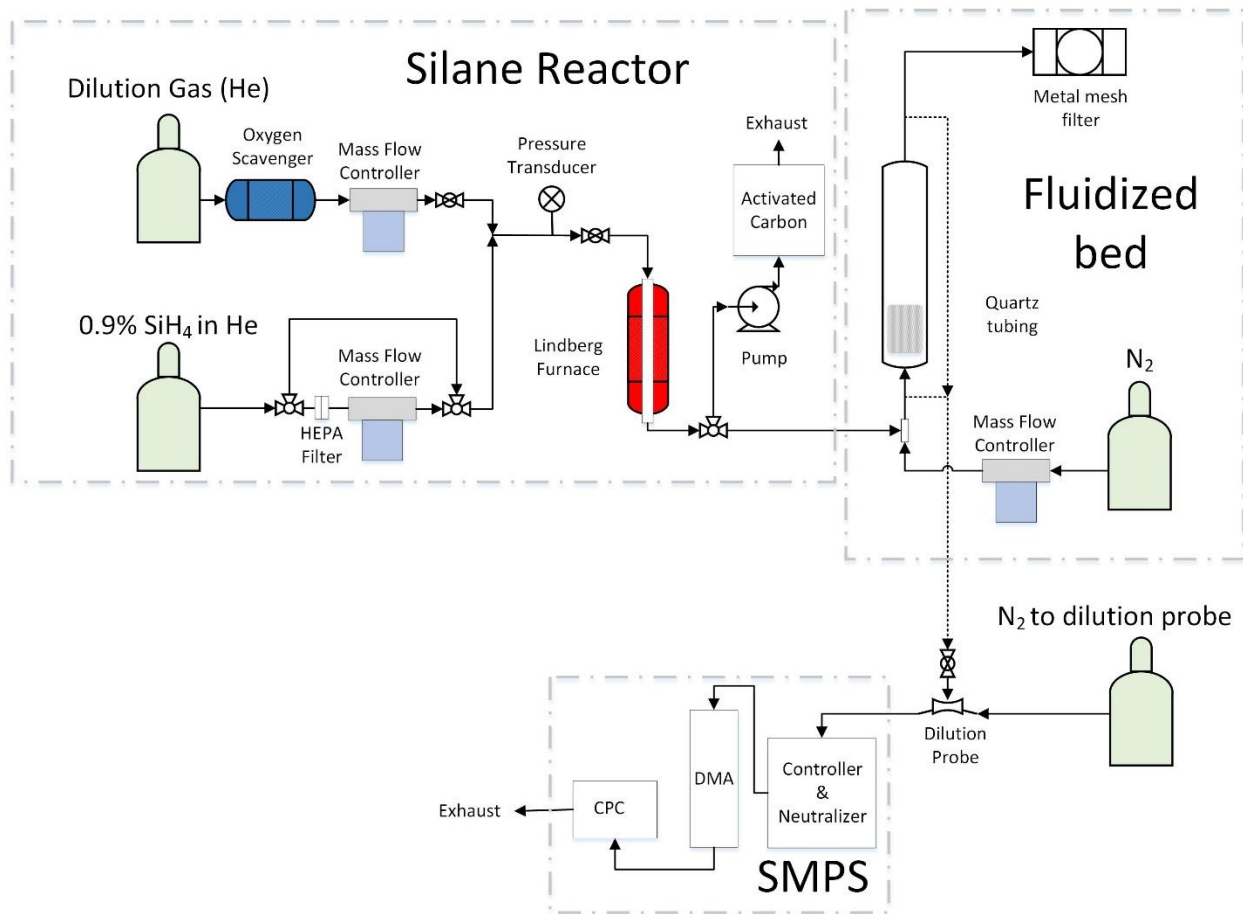 Silane Reactor
Dilution Gas (He)
Oxygen
Scavenger
Mass Flow
Controller
Pressure
Transducer
Exhaust
Activated
Carbon
0.9% SiH₄ in He
Mass Flow
Controller
HEPA
Filter
Lindberg
Furnace
Pump
Metal mesh
filter
Fluidized
bed
Quartz
tubing
N₂
Mass Flow
Controller
N₂ to dilution probe
Dilution
Probe
Controller
&
Neutralizer
DMA
CPC
Exhaust
SMPS